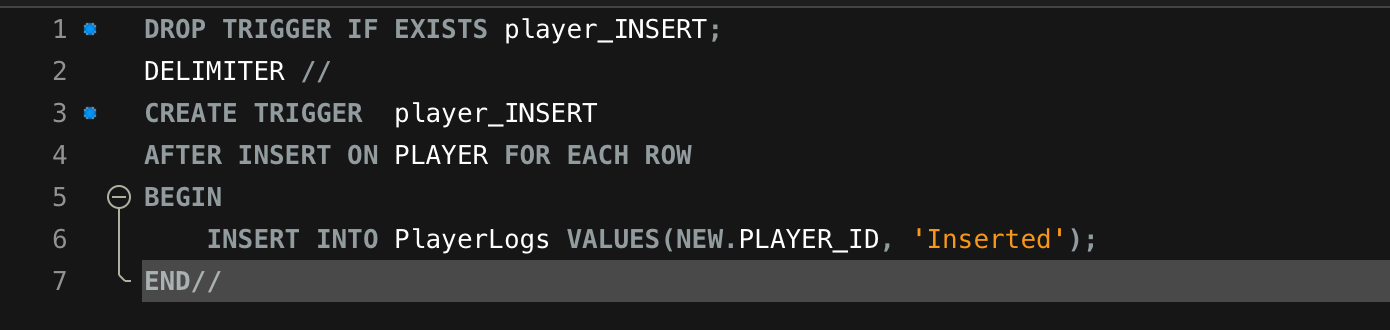 1 DROP TRIGGER IF EXISTS player_INSERT;
2 DELIMITER //
3 CREATE TRIGGER  player_INSERT
4 AFTER INSERT ON PLAYER FOR EACH ROW
5 BEGIN
6     INSERT INTO PlayerLogs VALUES(NEW.PLAYER_ID, 'Inserted');
7 END//